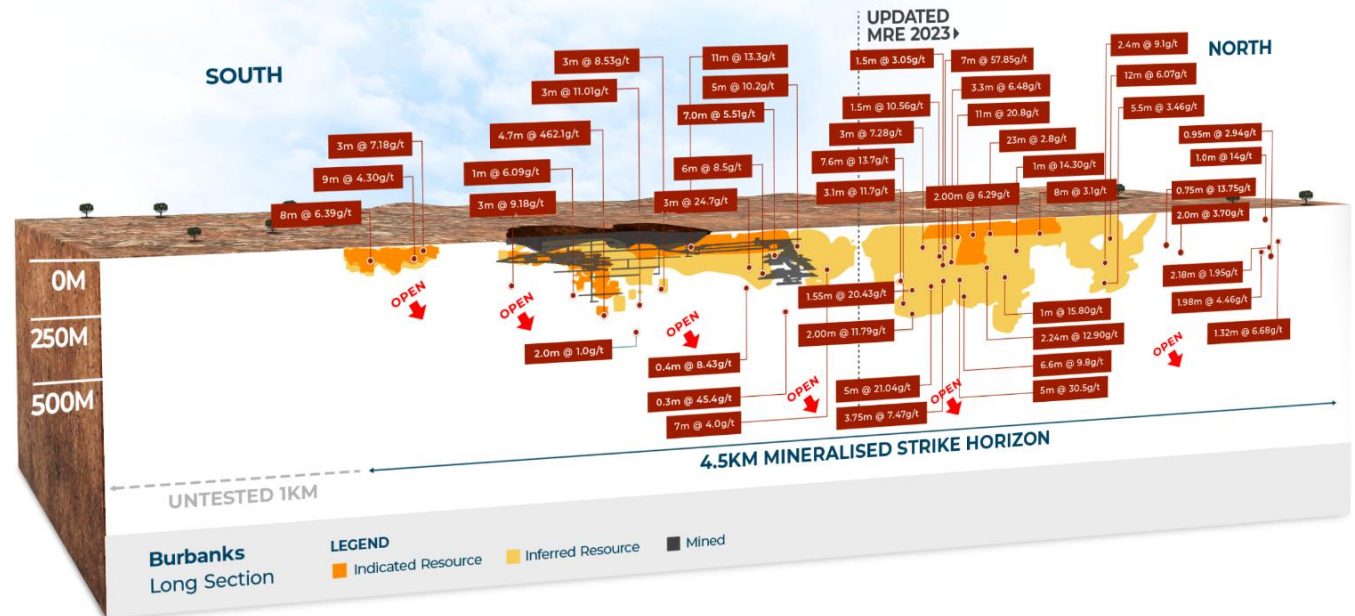 UPDATED
MRE 2023
SOUTH
NORTH
3m @ 8.53g/t
11m @ 13.3g/t
1.5m @ 3.05g/t
7m @ 57.85g/t
2.4m @ 9.1g/t
3m @ 11.01g/t
5m @ 10.2g/t
3.3m @ 6.48g/t
12m @ 6.07g/t
4.7m @ 462.1g/t
7.0m @ 5.51g/t
1.5m @ 10.56g/t
11m @ 20.8g/t
5.5m @ 3.46g/t
3m @ 7.18g/t
3m @ 7.28g/t
23m @ 2.8g/t
0.95m @ 2.94g/t
9m @ 4.30g/t
1m @ 6.09g/t
6m @ 8.5g/t
7.6m @ 13.7g/t
1m @ 14.30g/t
1.0m @ 14g/t
8m @ 6.39g/t
3m @ 9.18g/t
3m @ 24.7g/t
3.1m @ 11.7g/t
2.00m @ 6.29g/t
8m @ 3.1g/t
0.75m @ 13.75g/t
2.0m @ 3.70g/t
0M
250M
500M
OPEN
OPEN
OPEN
OPEN
OPEN
OPEN
1.55m @ 20.43g/t
2.18m @ 1.95g/t
1.98m @ 4.46g/t
1m @ 15.80g/t
2.0m @ 1.0g/t
2.00m @ 11.79g/t
2.24m @ 12.90g/t
1.32m @ 6.68g/t
0.4m @ 8.43g/t
6.6m @ 9.8g/t
0.3m @ 45.4g/t
5m @ 21.04g/t
5m @ 30.5g/t
7m @ 4.0g/t
3.75m @ 7.47g/t
4.5KM MINERALISED STRIKE HORIZON
UNTESTED 1KM
Burbanks
Long Section
LEGEND
Indicated Resource
Inferred Resource
Mined